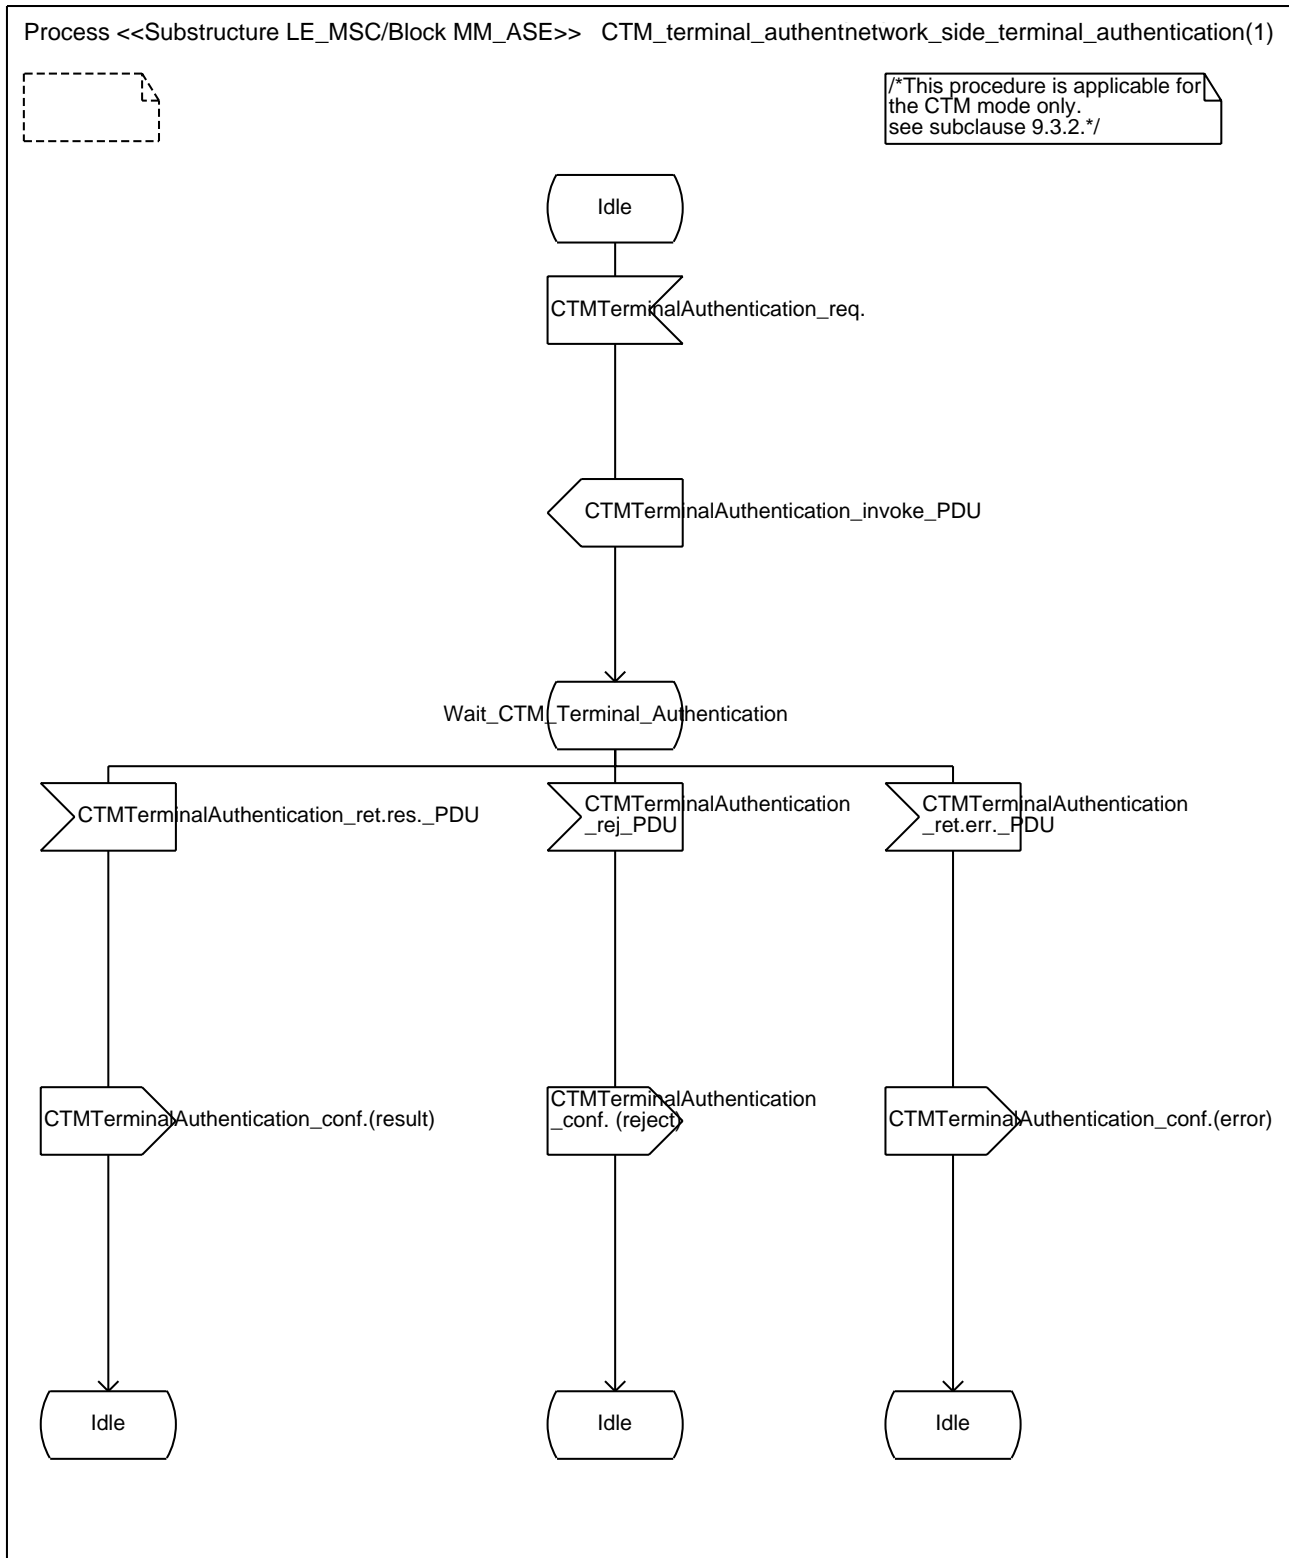 Process <<Substructure LE_MSC/Block MM_ASE>> CTM_terminal_authentnetwork_side_terminal_authentication(1)
/*This procedure is applicable for
the CTM mode only.
see subclause 9.3.2.*/
Idle
CTMTerminalAuthentication_req.
CTMTerminalAuthentication_invoke_PDU
Wait_CTM_Terminal_Authentication
CTMTerminalAuthentication_ret.res._PDU
CTMTerminalAuthentication
_rej_PDU
CTMTerminalAuthentication
_ret.err._PDU
CTMTerminalAuthentication_conf.(result)
CTMTerminalAuthentication
_conf. (reject)
CTMTerminalAuthentication_conf.(error)
Idle
Idle
Idle